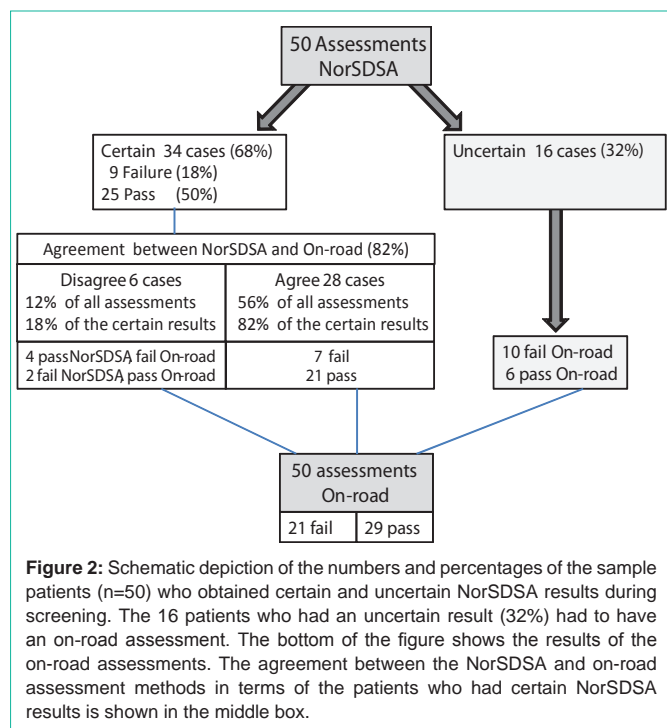 50 Assessments
NorSDSA
Certain 34 cases (68%)
9 Failure (18%)
25 Pass (50%)
Uncertain 16 cases (32%)
Agreement between NorSDSA and On-road (82%)
Disagree 6 cases
12% of all assessments
18% of the certain results
Agree 28 cases
56% of all assessments
82% of the certain results
4 passNorSDSA, fail On-road
2 fail NorSDSA, pass On-road
7 fail
21 pass
10 fail On-road
6 pass On-road
50 assessments
On-road
21 fail
29 pass
Figure 2: Schematic depiction of the numbers and percentages of the sample
patients (n=50) who obtained certain and uncertain NorSDSA results during
screening. The 16 patients who had an uncertain result (32%) had to have
an on-road assessment. The bottom of the figure shows the results of the
on-road assessments. The agreement between the NorSDSA and on-road
assessment methods in terms of the patients who had certain NorSDSA
results is shown in the middle box.